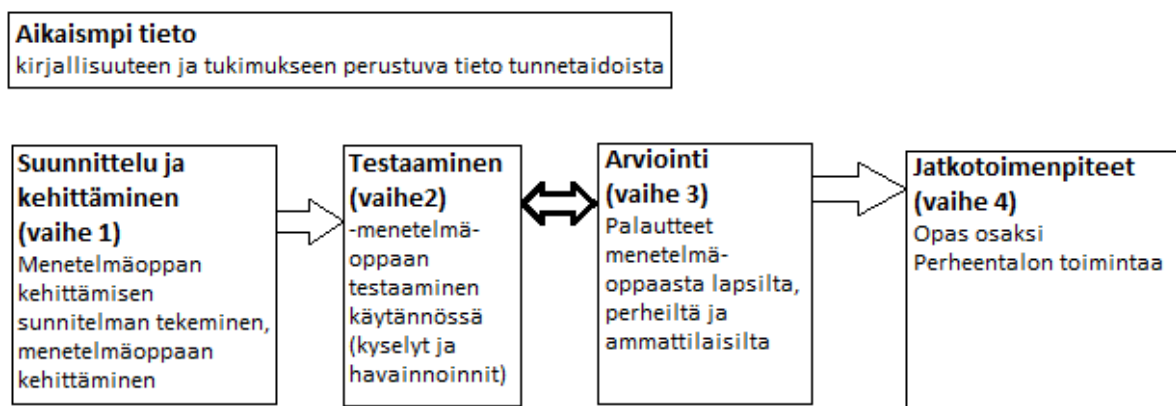 Aikaismpi tieto
kirjallisuuteen ja tukimukseen perustuva tieto tunnetaidoista
Suunnittelu ja
kehittäminen
(vaihe 1)
Menetelmäoppan
kehittämisen
sunnitelman tekeminen,
menetelmäoppaan
kehittäminen
Testaaminen
(vaihe2)
-menetelmä-
oppaan
testaaminen
käytännössä
(kyselyt ja
havainnoinnit)
Arviointi
(vaihe 3)
Palautteet
menetelmä-
oppaasta lapsilta,
perheiltä ja
ammattilaisilta
Jatkotoimenpiteet
(vaihe 4)
Opas osaksi
Perheentalon toimintaa